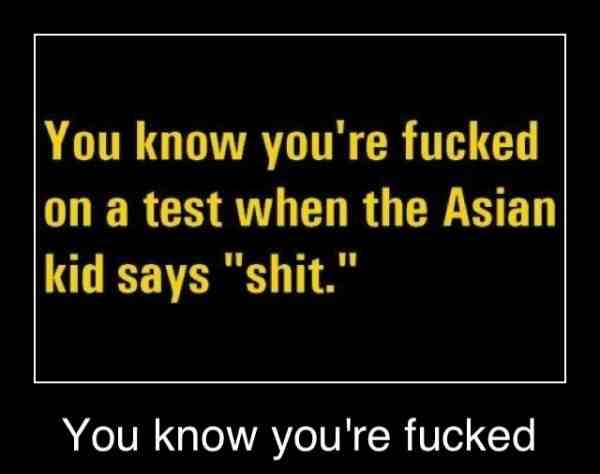 You know you're fucked
on a test when the Asian
kid says "shit."
You know you're fucked